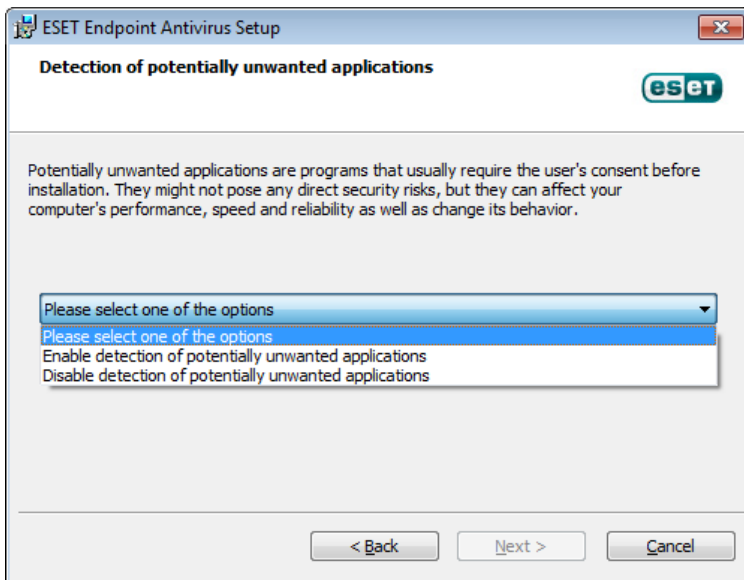 ESET Endpoint Antivirus Setup
Detection of potentially unwanted applications
eseT
Potentially unwanted applications are programs that usually require the user's consent before
installation. They might not pose any direct security risks, but they can affect your
computer's performance, speed and reliability as well as change its behavior.
Please select one of the options
Please select one of the options
Enable detection of potentially unwanted applications
Disable detection of potentially unwanted applications
< Back
Next >
Cancel